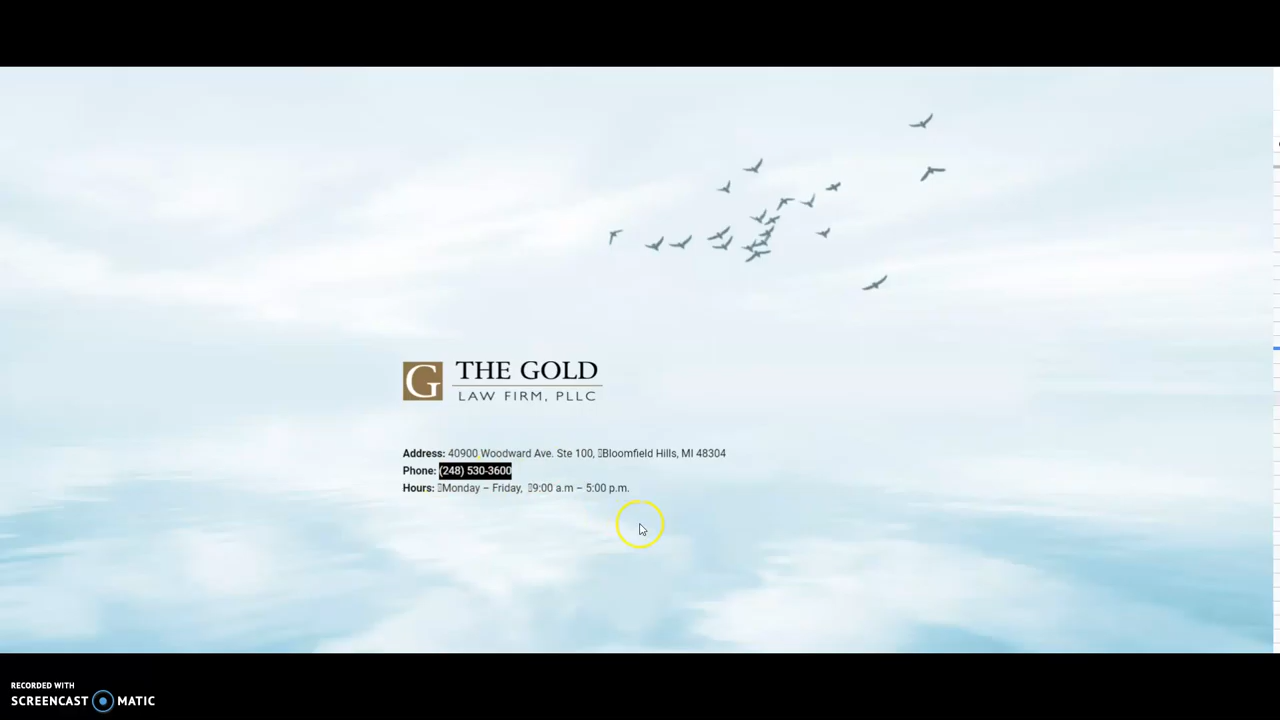 G THE GOLD
LAW FIRM, PLLC
Address: 40900 Woodward Ave. Ste 100, Bloomfield Hills, MI 48304
Phone: (248) 530-3600
Hours: Monday – Friday, 9:00 a.m – 5:00 p.m.
RECORDED WITH
SCREENCAST MATIC